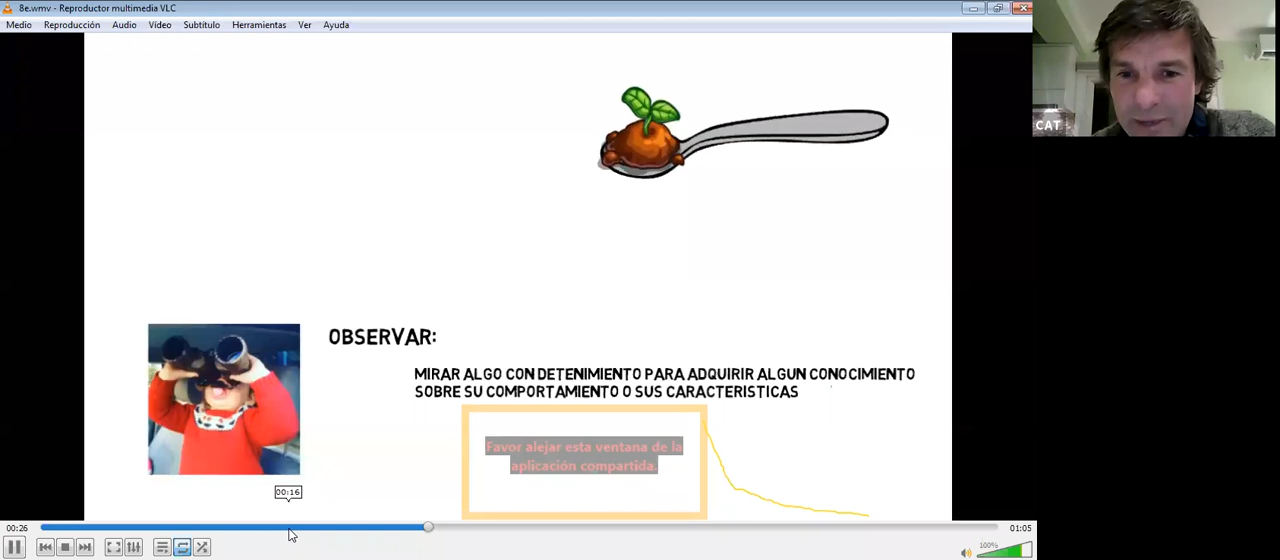 8e.wmv - Reproductor multimedia VLC
Medio Reproducción Audio Vídeo Subtítulo Herramientas Ver Ayuda
CAT
OBSERVAR:
MIRAR ALGO CON DETENIMIENTO PARA ADQUIRIR ALGUN CONOCIMIENTO
SOBRE SU COMPORTAMIENTO O SUS CARACTERISTICAS
Favor alejar esta ventana de la
aplicación compartida.
00:16
00:26
01:05
100%